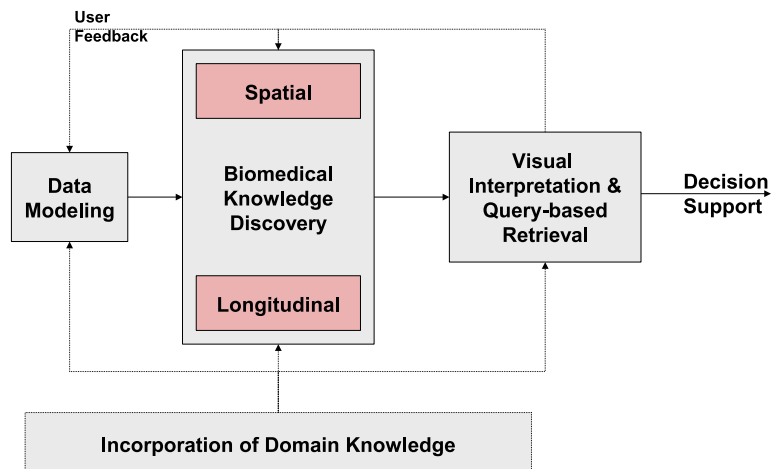 User
Feedback
Spatial
Data
Modeling
Biomedical
Knowledge
Discovery
Longitudinal
Visual
Interpretation &
Query-based
Retrieval
Decision
Support
Incorporation of Domain Knowledge